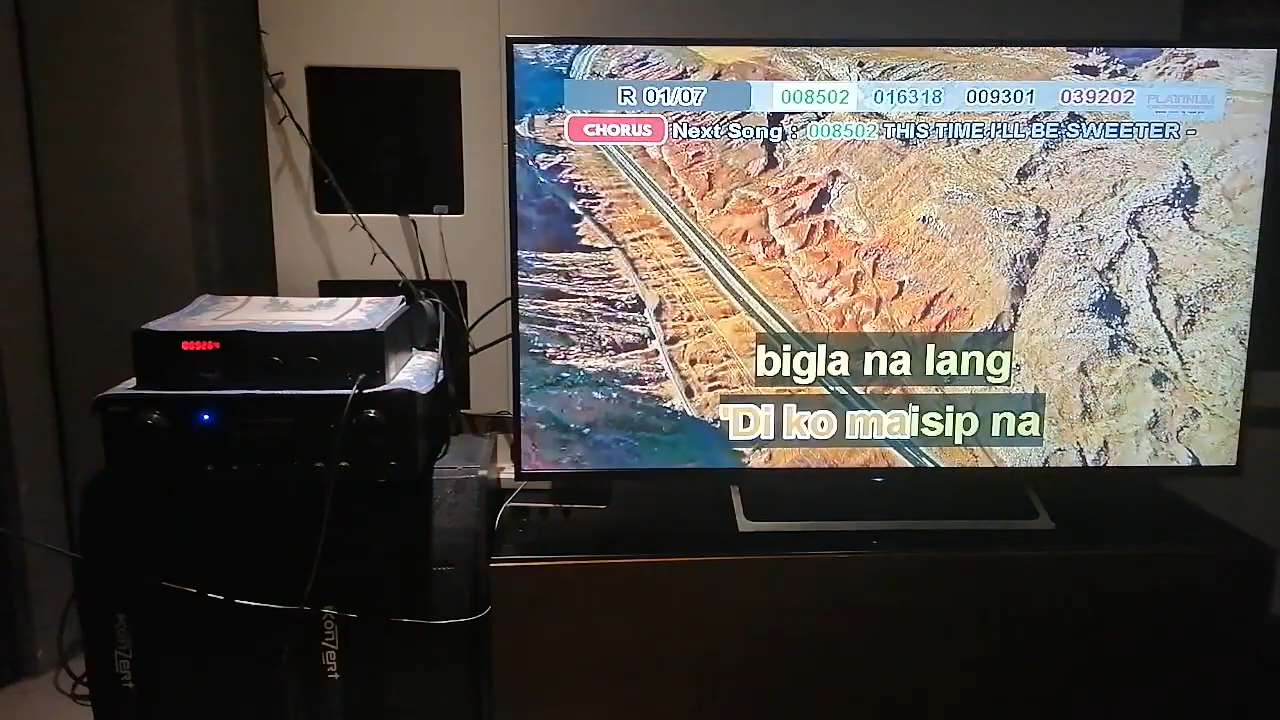 R 01/07 008502 016318 009301 039202 PLATINUM
CHORUS Next Song : 008502 THIS TIME I'LL BE SWEETER -
bigla na lang
'Di ko maisip na
KONZERT
KONZERT